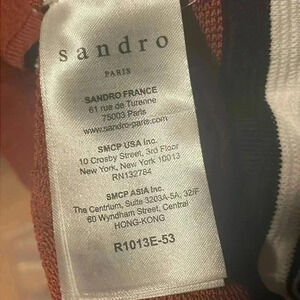 sandro
PARIS
SANDRO FRANCE
61 rue de Turenne
75003 Paris
www.sandro-paris.com
SMCP USA Inc.
10 Crosby Street, 3rd Floor
New York, New York 10013
RN132784
SMCP ASIA Inc.
The Centrium, Suite 3203A-5A, 32/F
60 Wyndham Street, Central
HONG-KONG
R1013E-53